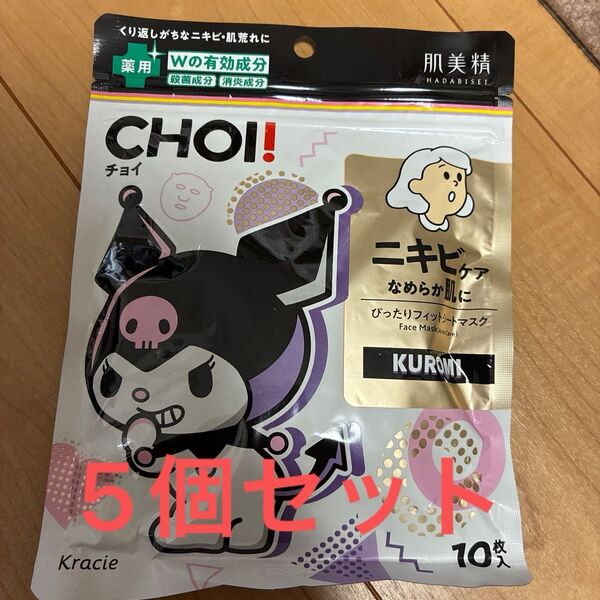 くり返しがちなニキビ・肌荒れに
薬用
Wの有効成分
殺菌成分 消炎成分
肌美精
HADABISEI
CHOI!
チョイ
ニキビケア
なめらか肌に
ぴったりフィットシートマスク
Face Mask
KUROMI
5個セット
Kracie
10枚入